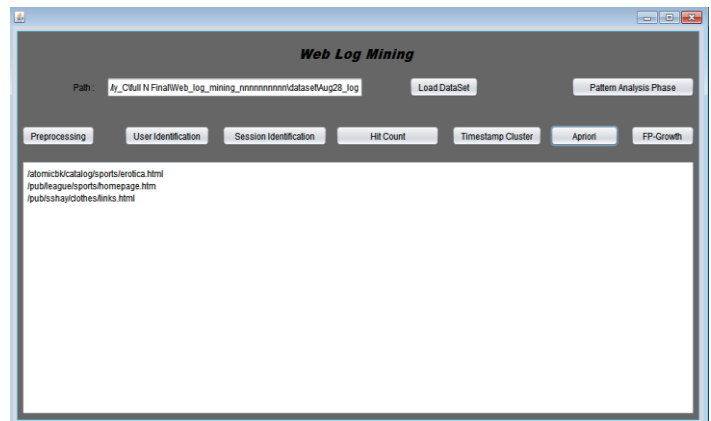 Web Log Mining
Path : ly_C\full N Final\Web_log_mining_nnnnnnnnnn\dataset\Aug28_log Load DataSet Pattern Analysis Phase
Preprocessing User Identification Session Identification Hit Count Timestamp Cluster Apriori FP-Growth
/atomicbk/catalog/sports/erotica.html
/pub/league/sports/homepage.htm
/pub/sshay/clothes/links.html